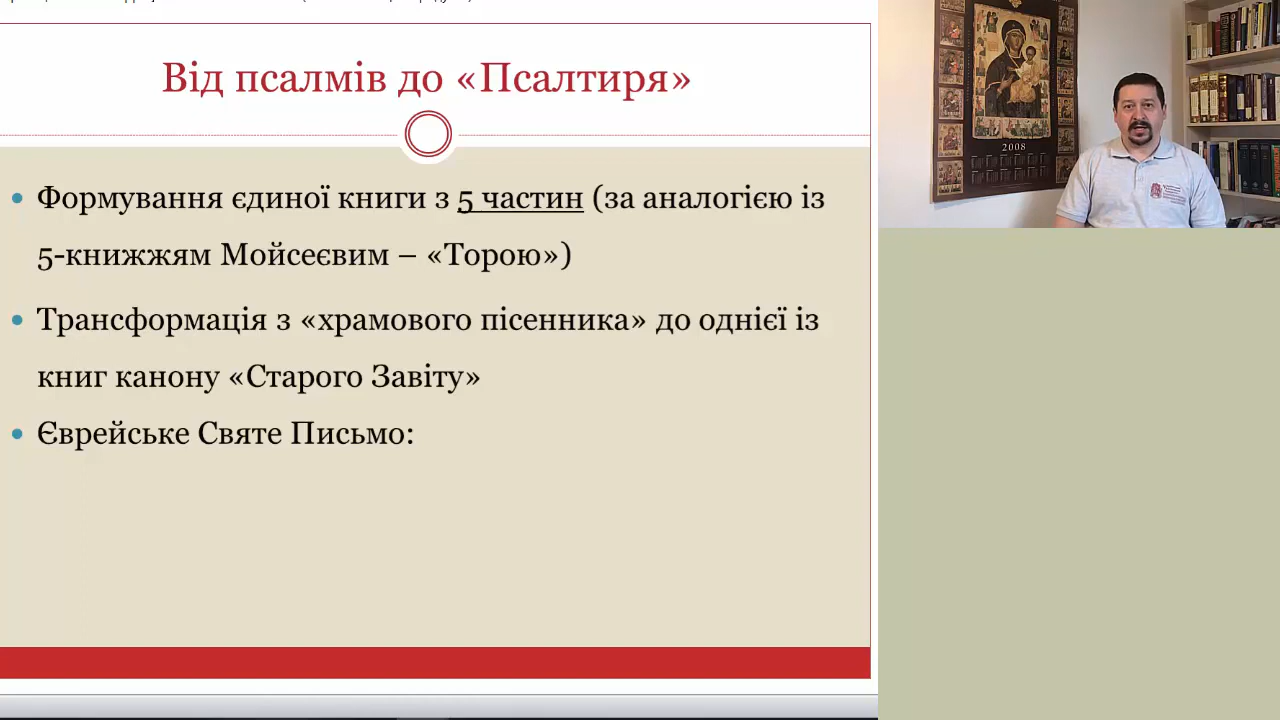 Від псалмів до «Псалтиря»
Формування єдиної книги з 5 частин (за аналогією із
5-книжжям Мойсеєвим – «Торою»)
Трансформація з «храмового пісенника» до однієї із
книг канону «Старого Завіту»
Єврейське Святе Письмо:
2008